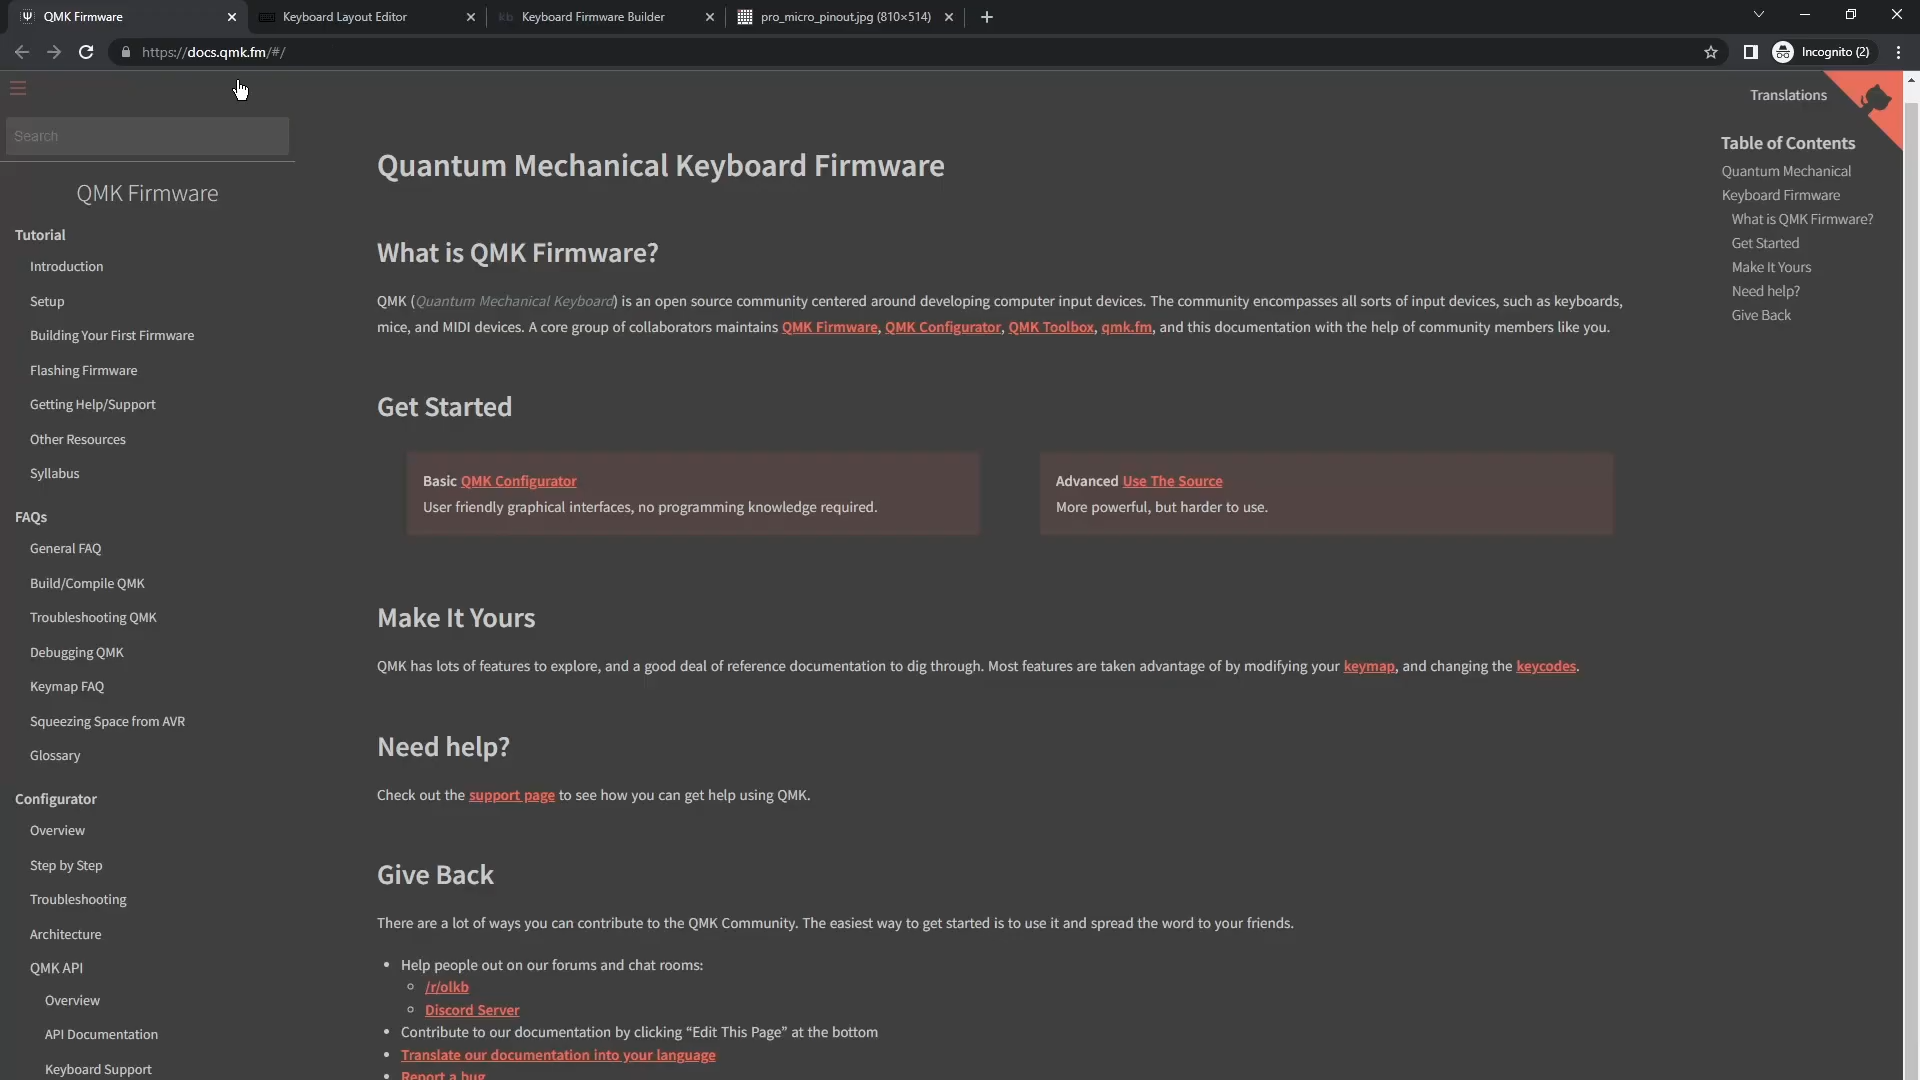 QMK Firmware
Keyboard Layout Editor
kb Keyboard Firmware Builder
pro_micro_pinout.jpg (810×514)
https://docs.qmk.fm/#/
Incognito (2)
Translations
Search
QMK Firmware
Tutorial
Introduction
Setup
Building Your First Firmware
Flashing Firmware
Getting Help/Support
Other Resources
Syllabus
FAQs
General FAQ
Build/Compile QMK
Troubleshooting QMK
Debugging QMK
Keymap FAQ
Squeezing Space from AVR
Glossary
Configurator
Overview
Step by Step
Troubleshooting
Architecture
QMK API
Overview
API Documentation
Keyboard Support
Quantum Mechanical Keyboard Firmware
What is QMK Firmware?
QMK (Quantum Mechanical Keyboard) is an open source community centered around developing computer input devices. The community encompasses all sorts of input devices, such as keyboards,
mice, and MIDI devices. A core group of collaborators maintains QMK Firmware, QMK Configurator, QMK Toolbox, qmk.fm, and this documentation with the help of community members like you.
Get Started
Basic QMK Configurator
User friendly graphical interfaces, no programming knowledge required.
Advanced Use The Source
More powerful, but harder to use.
Make It Yours
QMK has lots of features to explore, and a good deal of reference documentation to dig through. Most features are taken advantage of by modifying your keymap, and changing the keycodes.
Need help?
Check out the support page to see how you can get help using QMK.
Give Back
There are a lot of ways you can contribute to the QMK Community. The easiest way to get started is to use it and spread the word to your friends.
• Help people out on our forums and chat rooms:
◦ /r/olkb
◦ Discord Server
• Contribute to our documentation by clicking “Edit This Page” at the bottom
• Translate our documentation into your language
• Report a bug
Table of Contents
Quantum Mechanical
Keyboard Firmware
What is QMK Firmware?
Get Started
Make It Yours
Need help?
Give Back